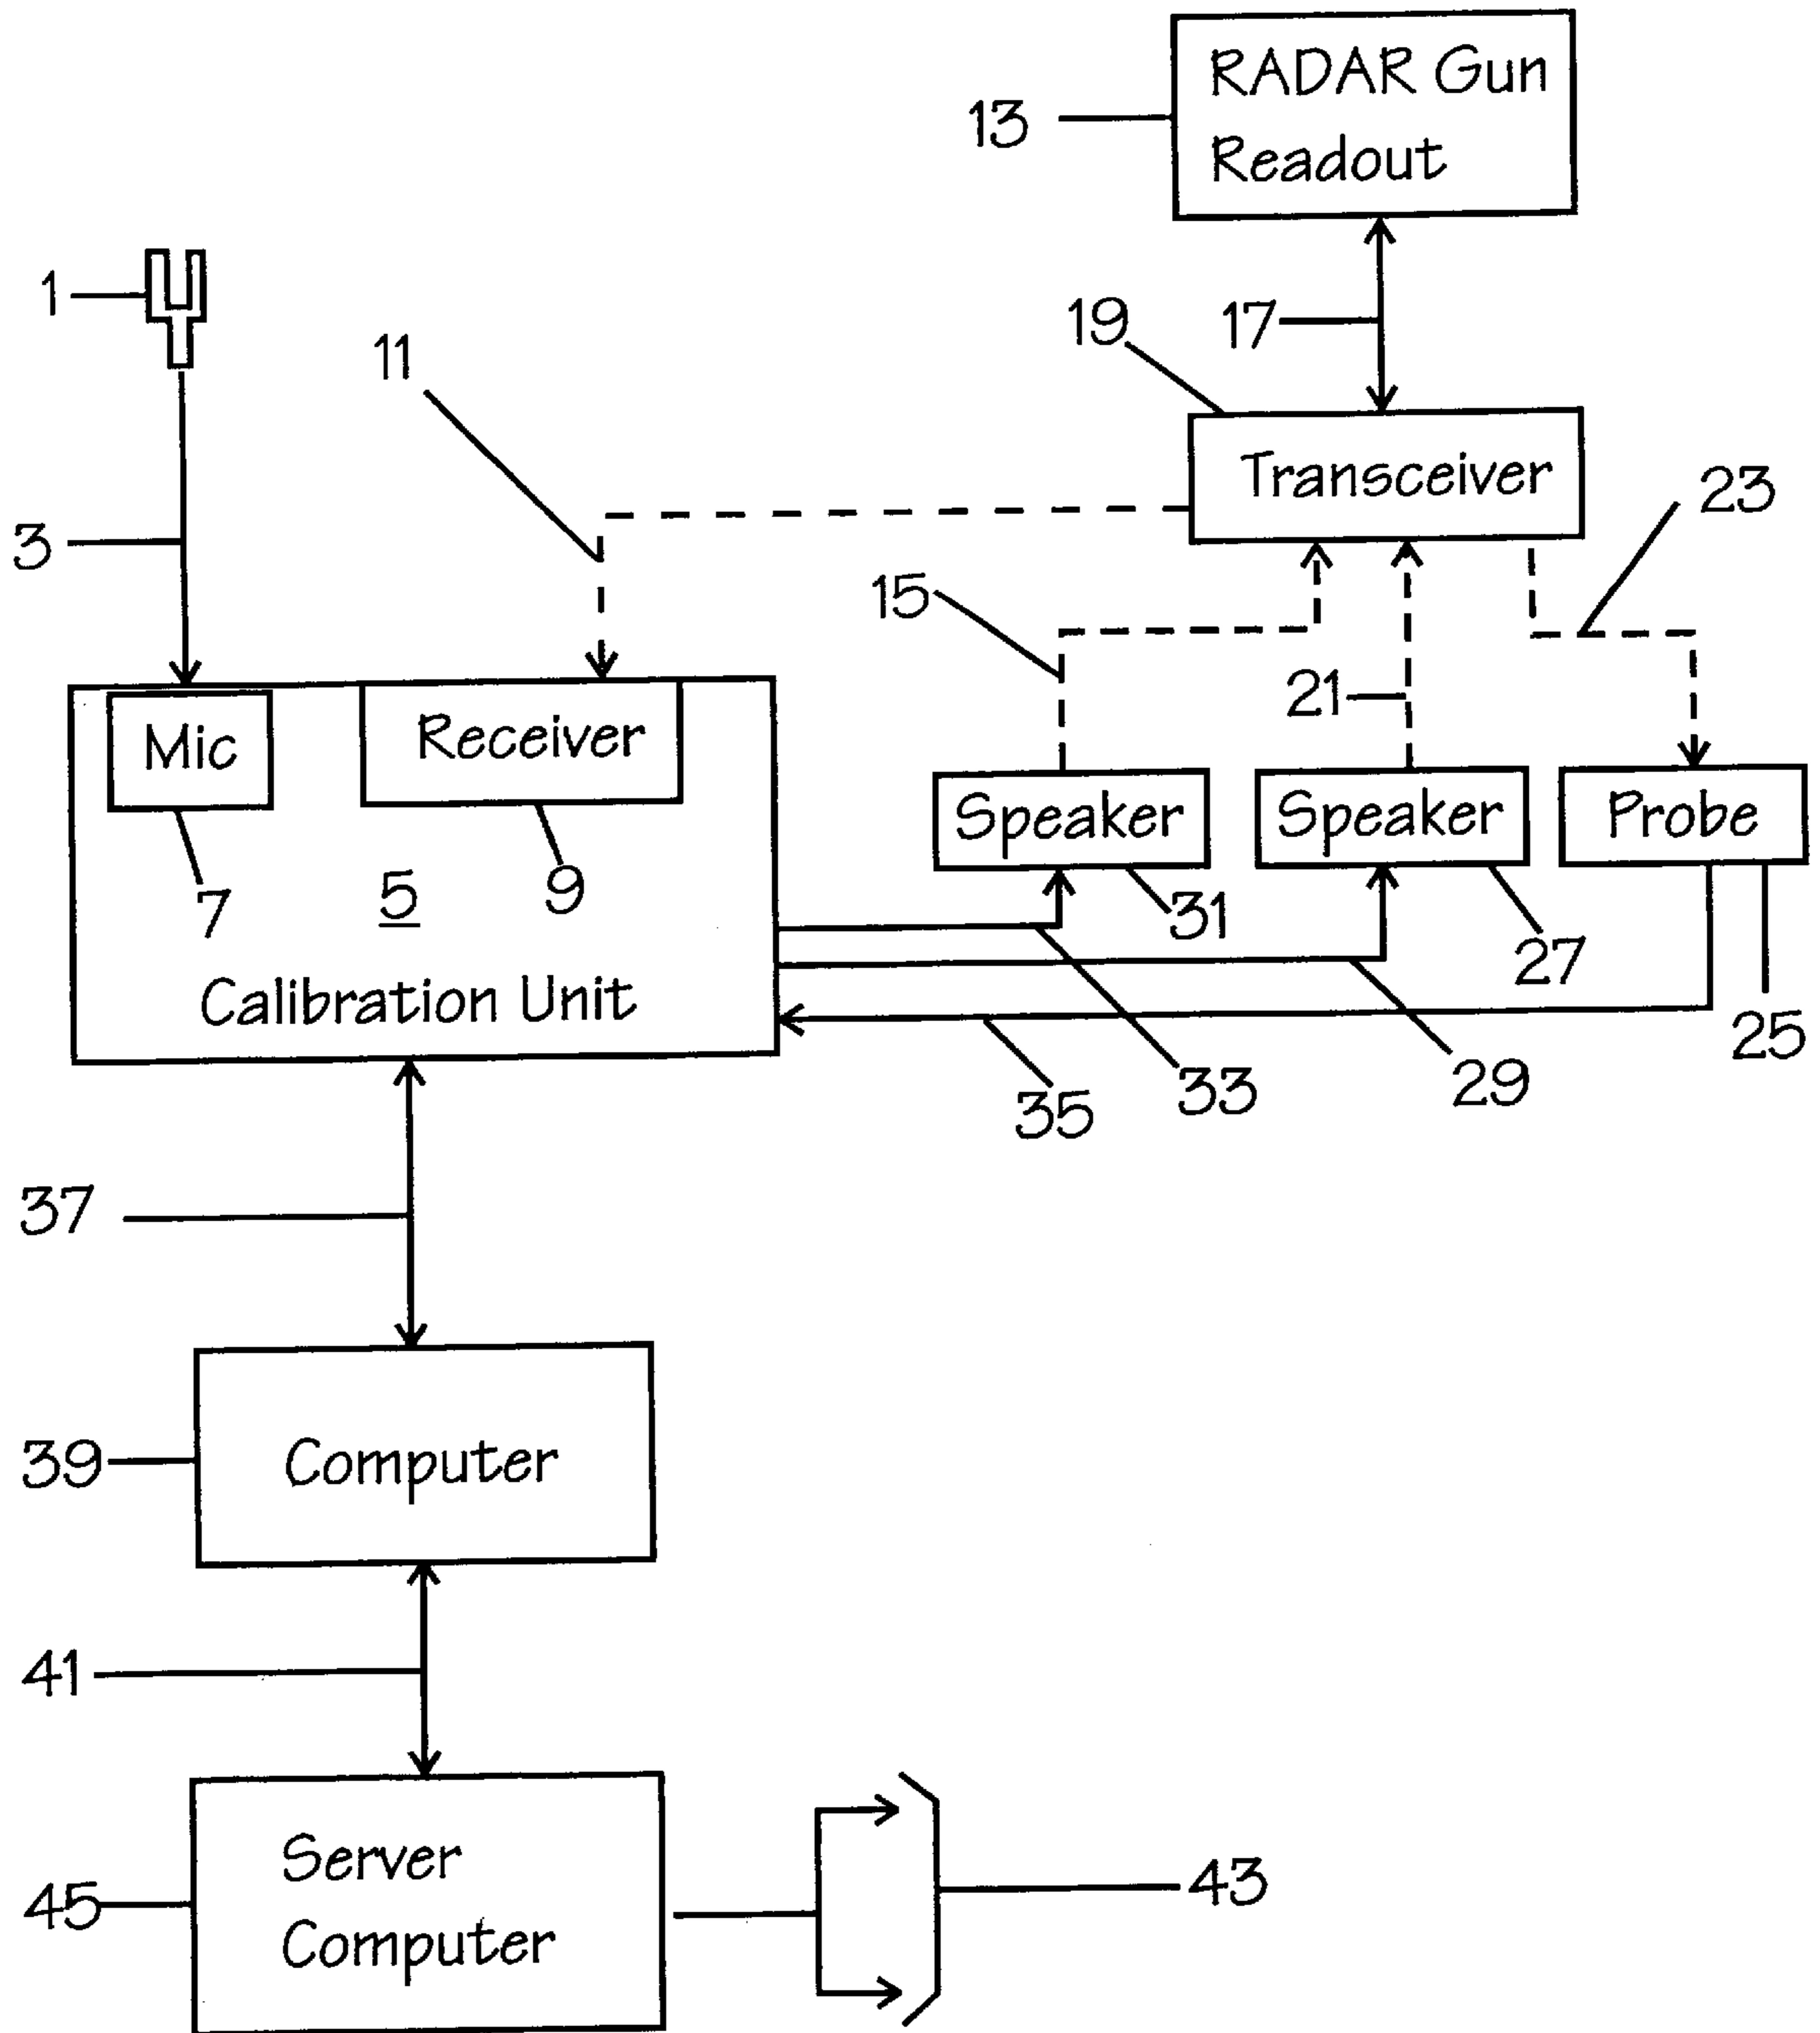 RADAR Gun
Readout
13
1
11
19
17
Transceiver
23
3
15
21
Mic
Receiver
Speaker
Speaker
Probe
7
5
9
31
27
Calibration Unit
25
33
29
35
37
39
Computer
41
Server
Computer
45
43